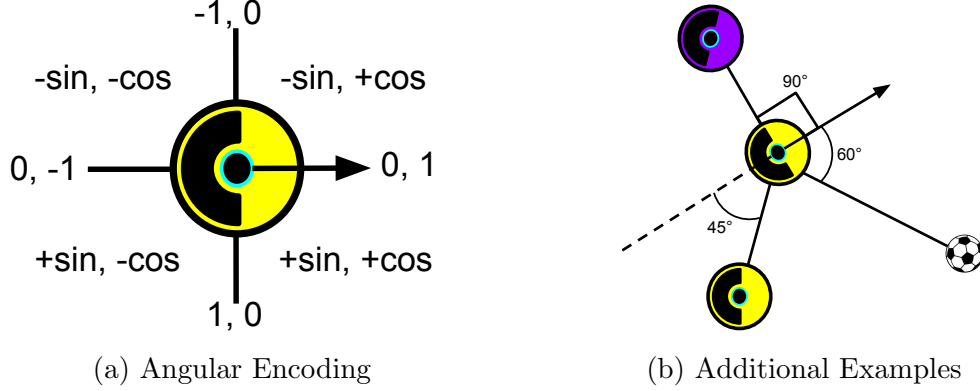 -1, 0
-sin, -cos
-sin, +cos
0, -1
0, 1
+sin, -cos
+sin, +cos
1, 0
(a) Angular Encoding
90°
60°
45°
(b) Additional Examples